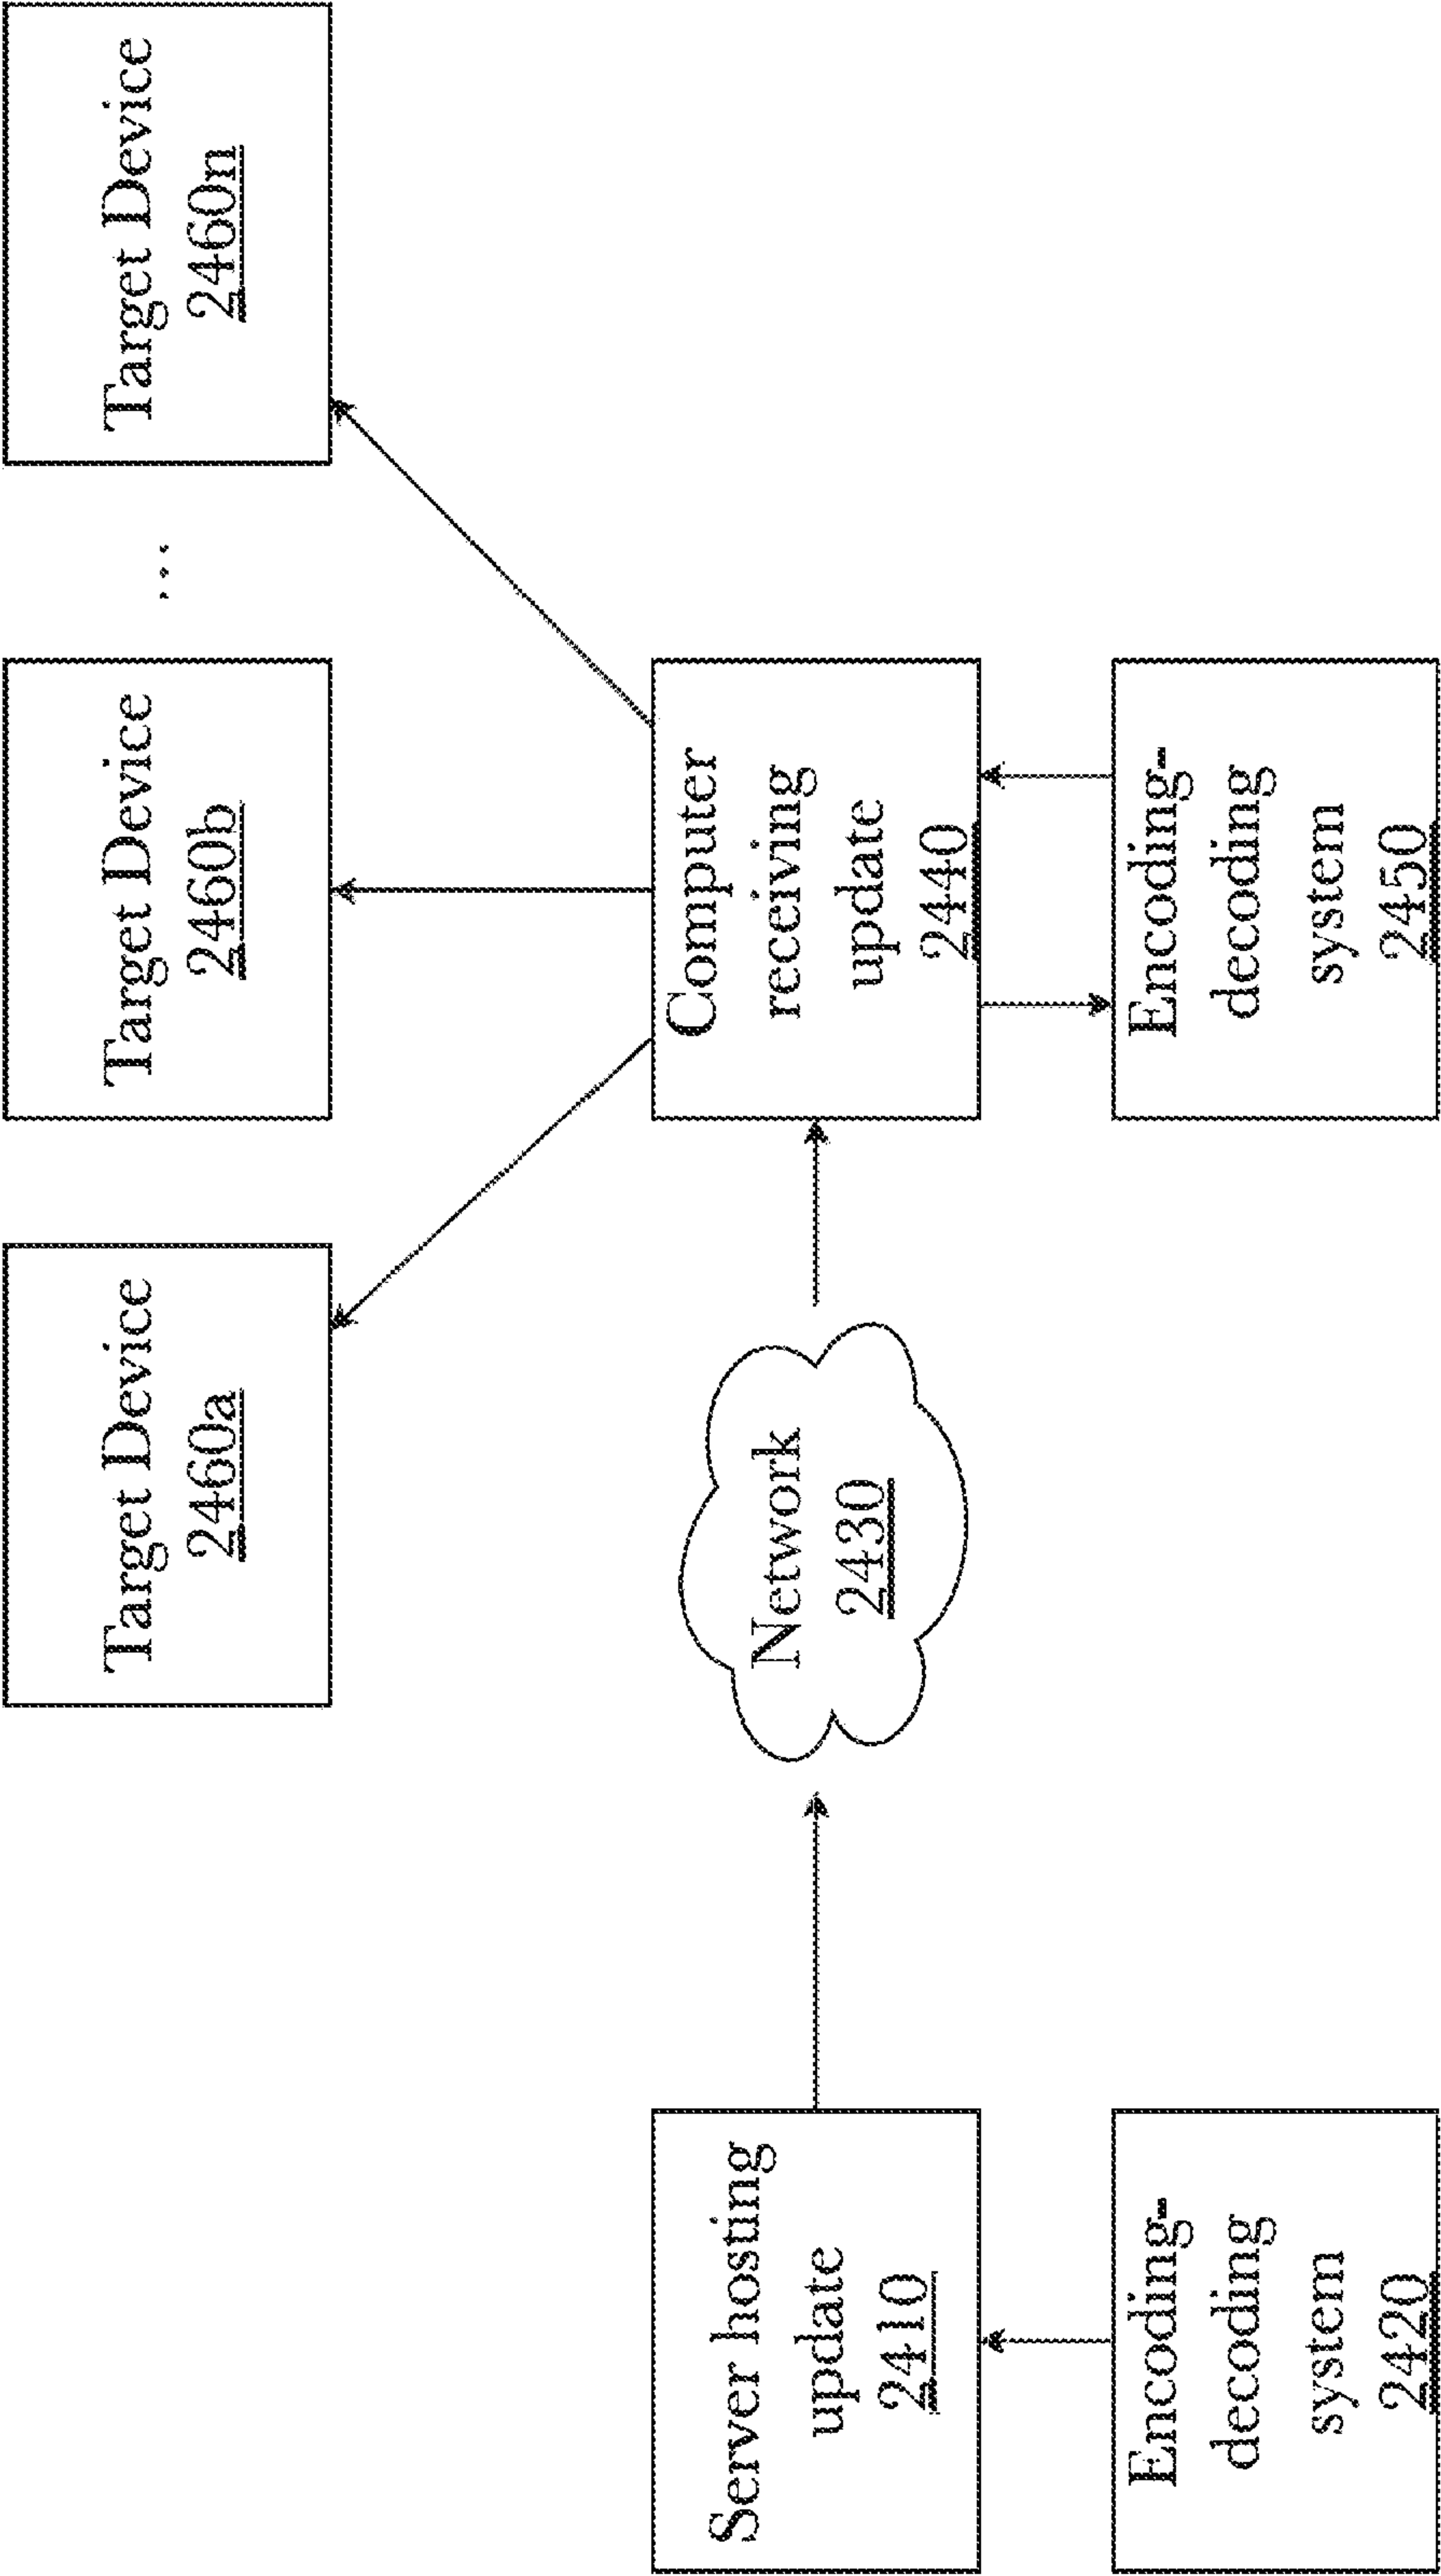 Target Device
2460a
Target Device
2460b
...
Target Device
2460n
Server hosting
update
2410
Network
2430
Computer
receiving
update
2440
Encoding-
decoding
system
2420
Encoding-
decoding
system
2450